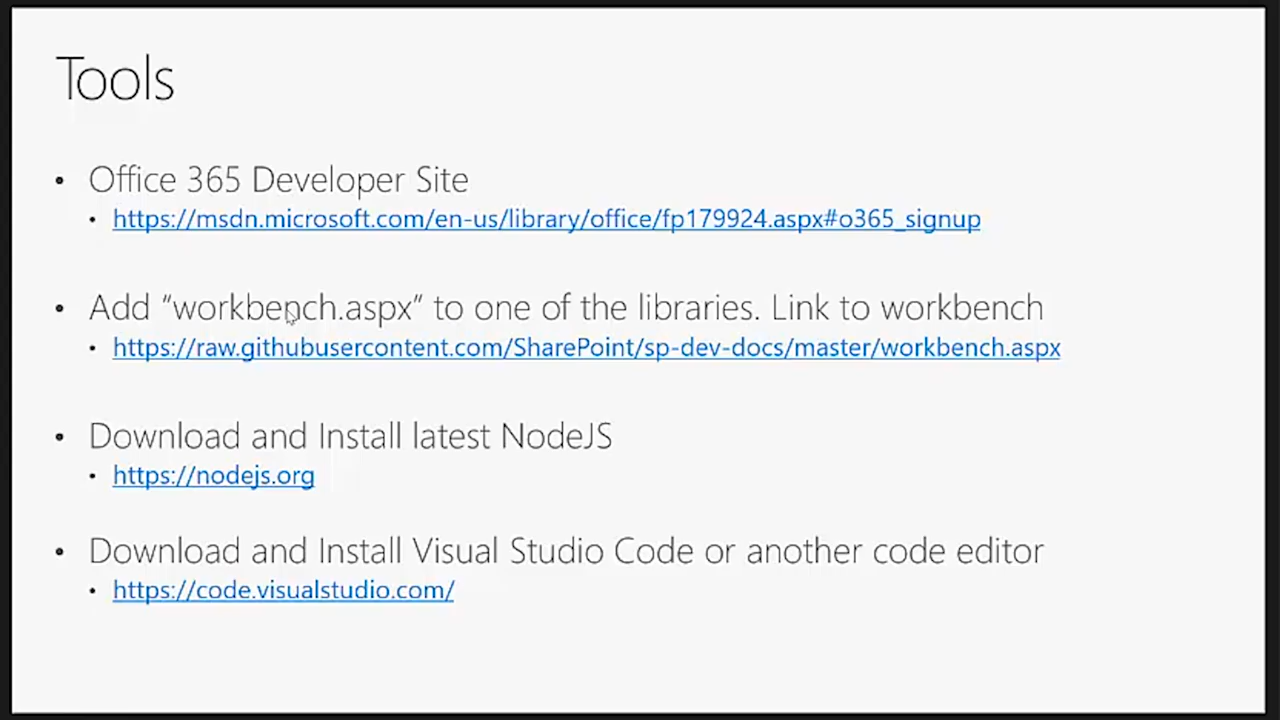 Tools
• Office 365 Developer Site
• https://msdn.microsoft.com/en-us/library/office/fp179924.aspx#o365_signup
• Add “workbench.aspx” to one of the libraries. Link to workbench
• https://raw.githubusercontent.com/SharePoint/sp-dev-docs/master/workbench.aspx
• Download and Install latest NodeJS
• https://nodejs.org
• Download and Install Visual Studio Code or another code editor
• https://code.visualstudio.com/